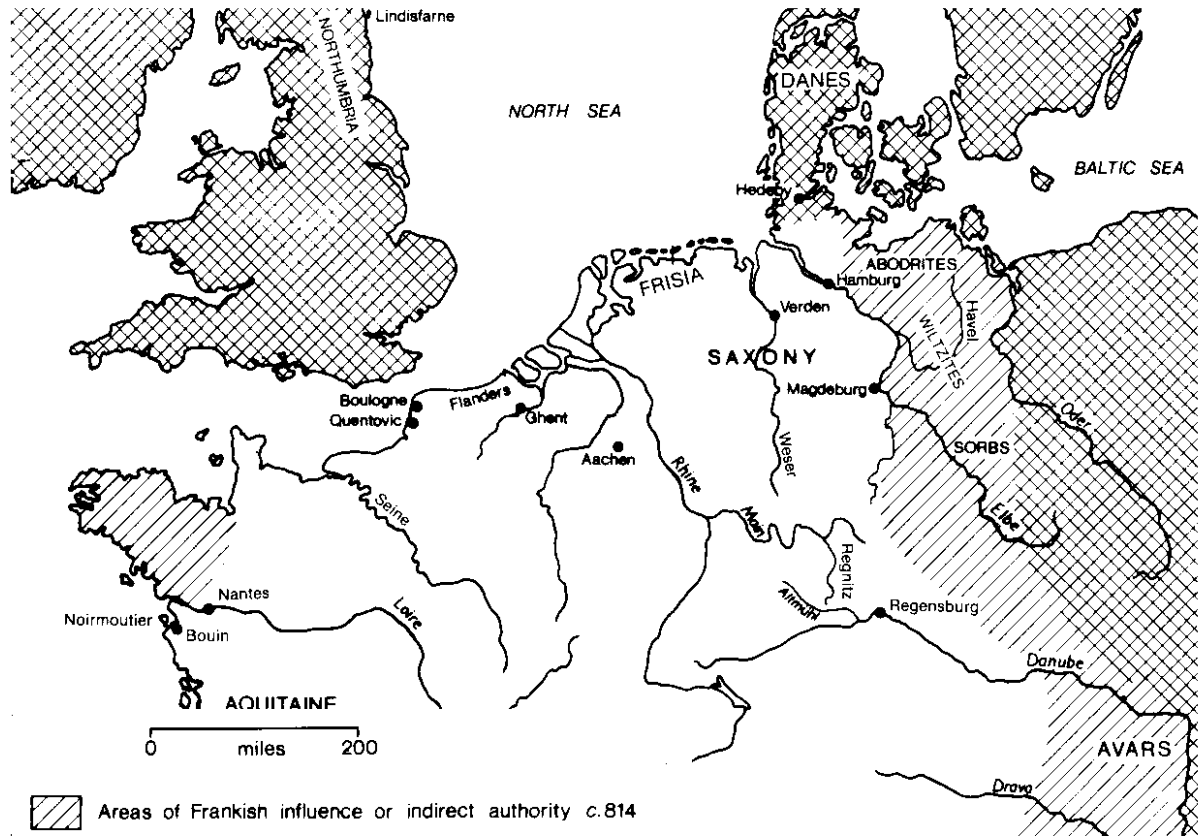 Lindisfarne
NORTHUMBRIA
NORTH SEA
DANES
BALTIC SEA
Hedeby
ABODRITES
Hamburg
FRISIA
Verden
Havel
WILTZITES
SAXONY
Magdeburg
Boulogne
Quentovic
Flanders
Ghent
Oder
Aachen
Weser
SORBS
Rhine
Seine
Main
Elbe
Regnitz
Altmühl
Nantes
Regensburg
Noirmoutier
Bouin
Loire
Danube
AQUITAINE
0 miles 200
AVARS
Drava
Areas of Frankish influence or indirect authority c.814